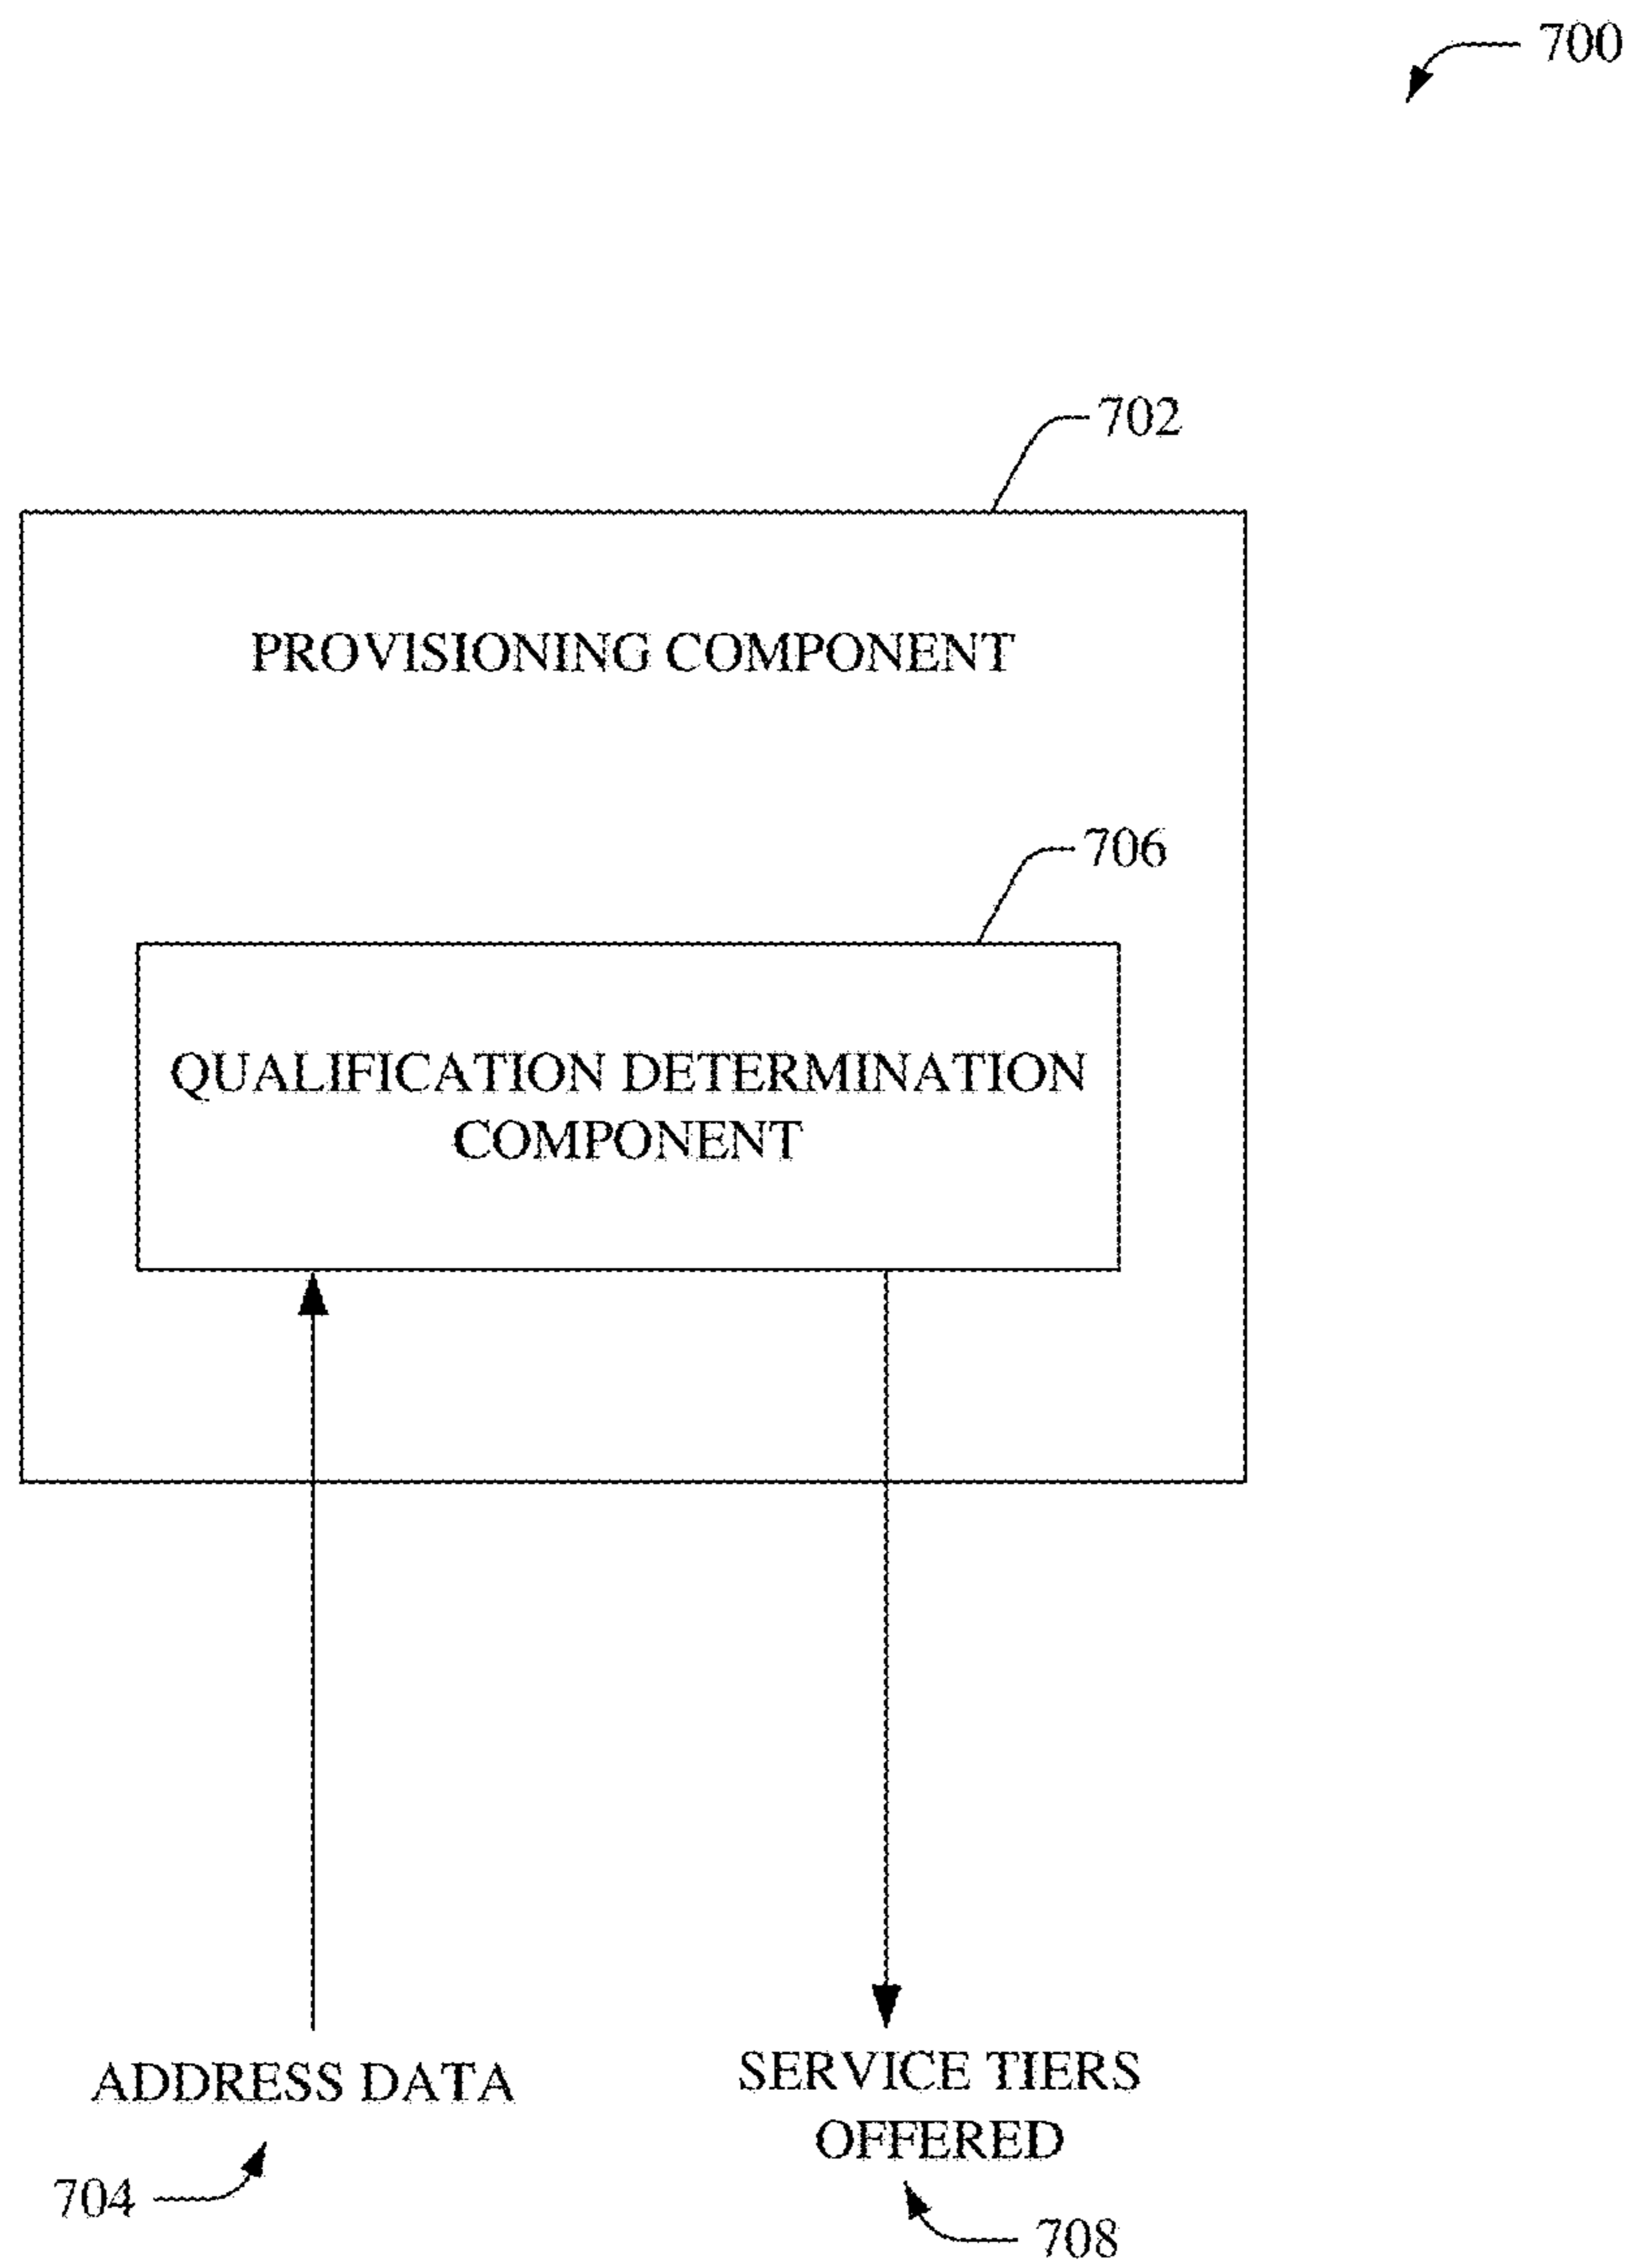 700
702
PROVISIONING COMPONENT
706
QUALIFICATION DETERMINATION
COMPONENT
ADDRESS DATA
704
SERVICE TIERS
OFFERED
708